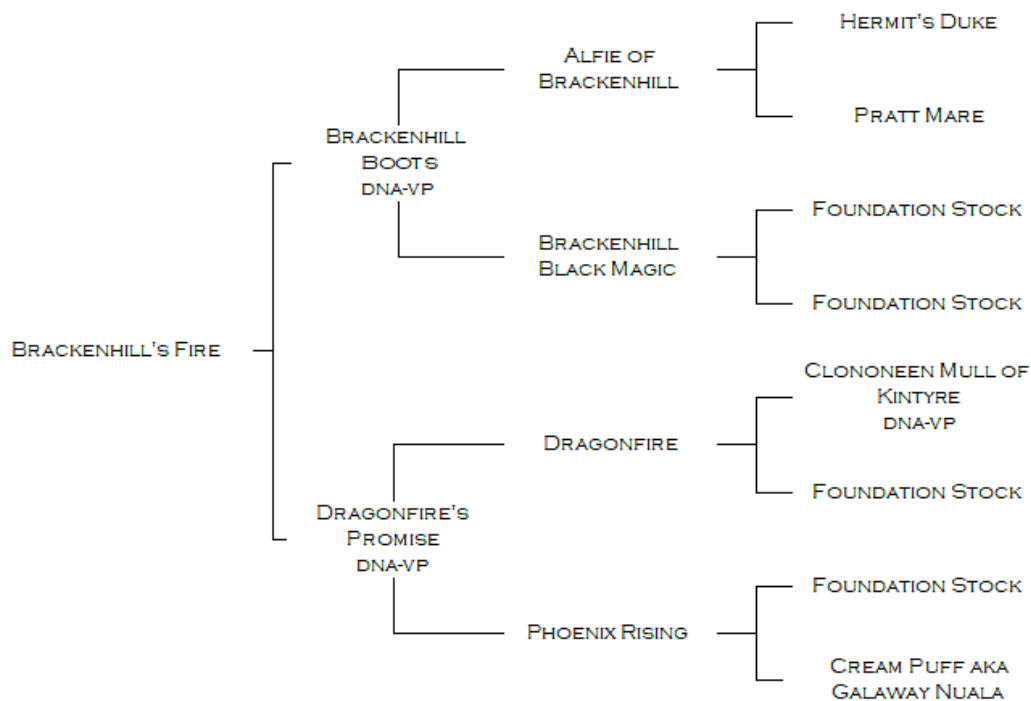 Hermit's Duke
Alfie of
Brackenhill
Pratt Mare
Brackenhill
Boots
DNA-VP
Foundation Stock
Brackenhill
Black Magic
Foundation Stock
Brackenhill's Fire
Clononeen Mull of
Kintyre
DNA-VP
Dragonfire
Foundation Stock
Dragonfire's
Promise
DNA-VP
Foundation Stock
Phoenix Rising
Cream Puff aka
Galaway Nuala